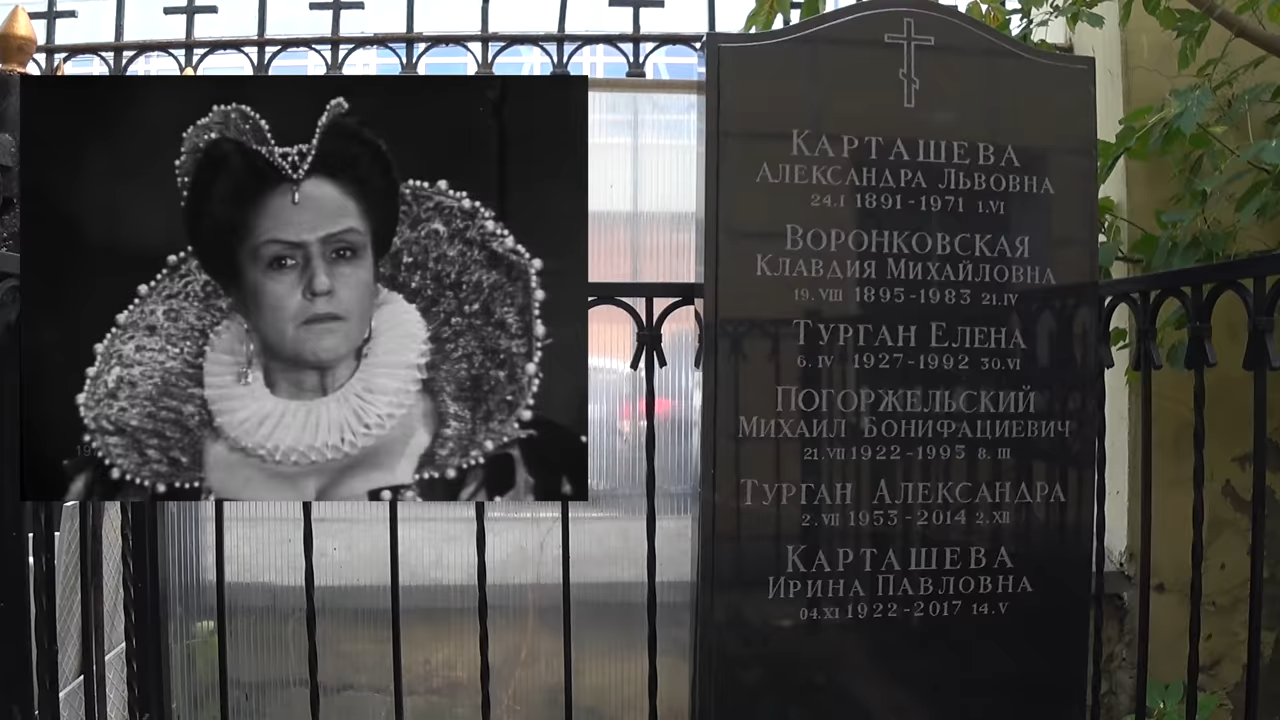 КАРТАШЕВА
АЛЕКСАНДРА ЛЬВОВНА
24.I 1891-1971 1.VI
ВОРОНКОВСКАЯ
КЛАВДИЯ МИХАЙЛОВНА
19.VIII 1895-1983 21.IV
ТУРГАН ЕЛЕНА
6.IV 1927-1992 30.VI
ПОГОРЖЕЛЬСКИЙ
МИХАИЛ БОНИФАЦИЕВИЧ
21.VII 1922-1995 8.III
ТУРГАН АЛЕКСАНДРА
2.VII 1953-2014 2.XII
КАРТАШЕВА
ИРИНА ПАВЛОВНА
04.XI 1922-2017 14.V